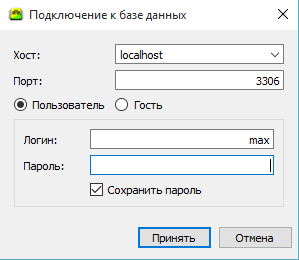 Подключение к базе данных
Хост: localhost
Порт: 3306
Пользователь Гость
Логин: max
Пароль:
Сохранить пароль
Принять Отмена